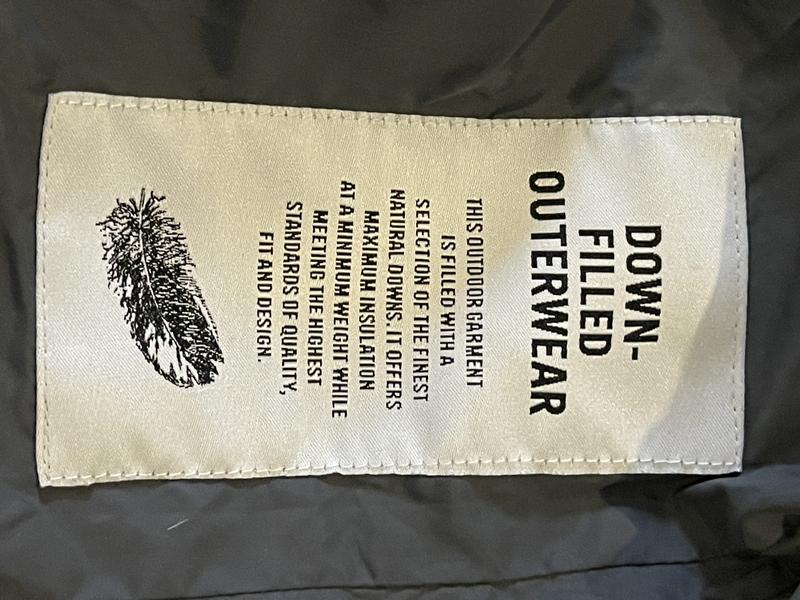 DOWN-
FILLED
OUTERWEAR
THIS OUTDOOR GARMENT
IS FILLED WITH A
SELECTION OF THE FINEST
NATURAL DOWNS. IT OFFERS
MAXIMUM INSULATION
AT A MINIMUM WEIGHT WHILE
MEETING THE HIGHEST
STANDARDS OF QUALITY,
FIT AND DESIGN.